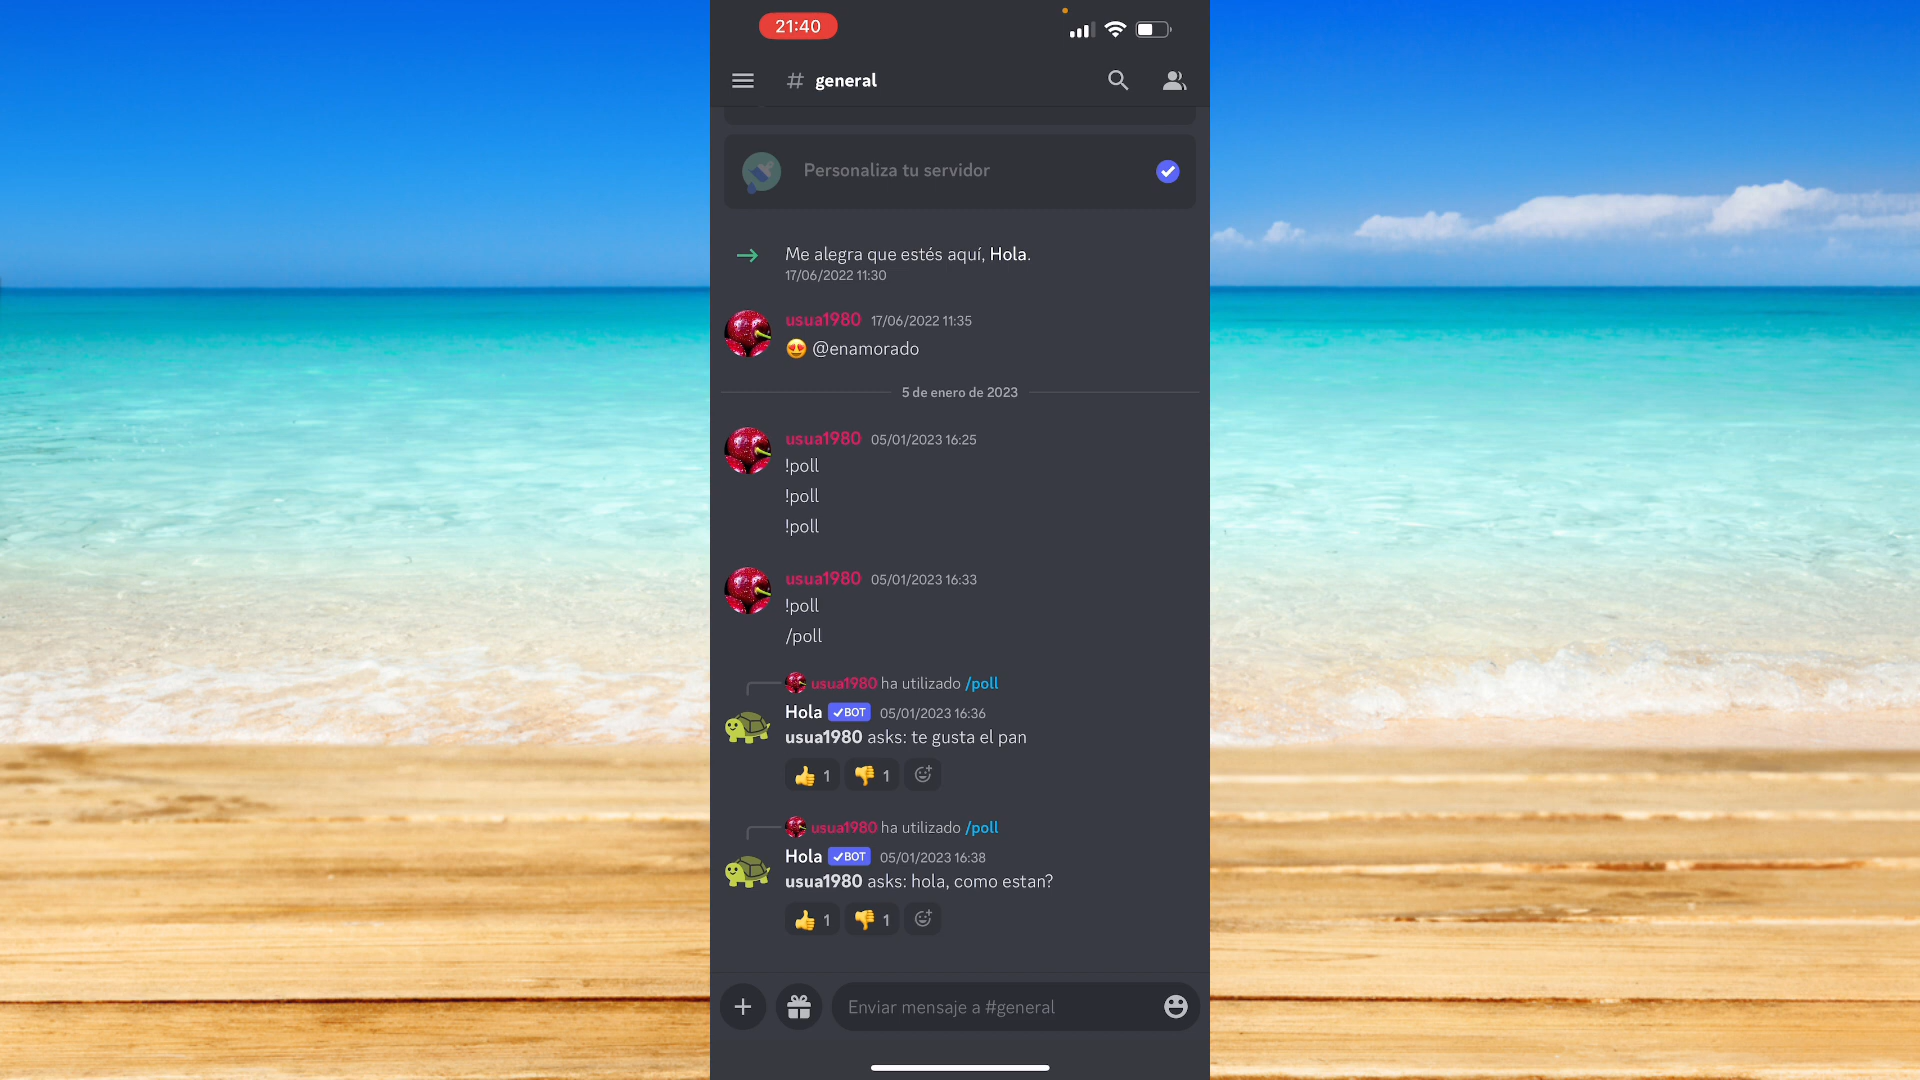 21:40
# general
Personaliza tu servidor
Me alegra que estés aquí, Hola.
17/06/2022 11:30
usua1980 17/06/2022 11:35
😍 @enamorado
5 de enero de 2023
usua1980 05/01/2023 16:25
!poll
!poll
!poll
usua1980 05/01/2023 16:33
!poll
/poll
usua1980 ha utilizado /poll
Hola ✓BOT 05/01/2023 16:36
usua1980 asks: te gusta el pan
👍 1 👎 1
usua1980 ha utilizado /poll
Hola ✓BOT 05/01/2023 16:38
usua1980 asks: hola, como estan?
👍 1 👎 1
Enviar mensaje a #general